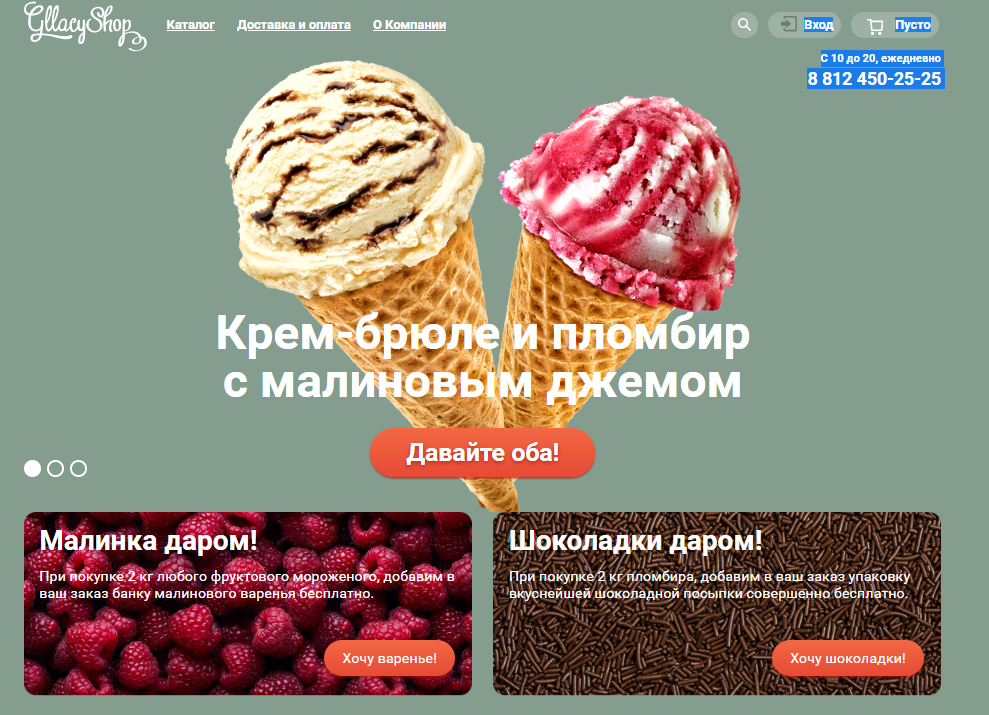 GllacyShop
Каталог Доставка и оплата О Компании
Вход Пусто
С 10 до 20, ежедневно
8 812 450-25-25
Крем-брюле и пломбир
с малиновым джемом
Давайте оба!
Малинка даром!
При покупке 2 кг любого фруктового мороженого, добавим в
ваш заказ банку малинового варенья бесплатно.
Хочу варенье!
Шоколадки даром!
При покупке 2 кг пломбира, добавим в ваш заказ упаковку
вкуснейшей шоколадной посыпки совершенно бесплатно.
Хочу шоколадки!